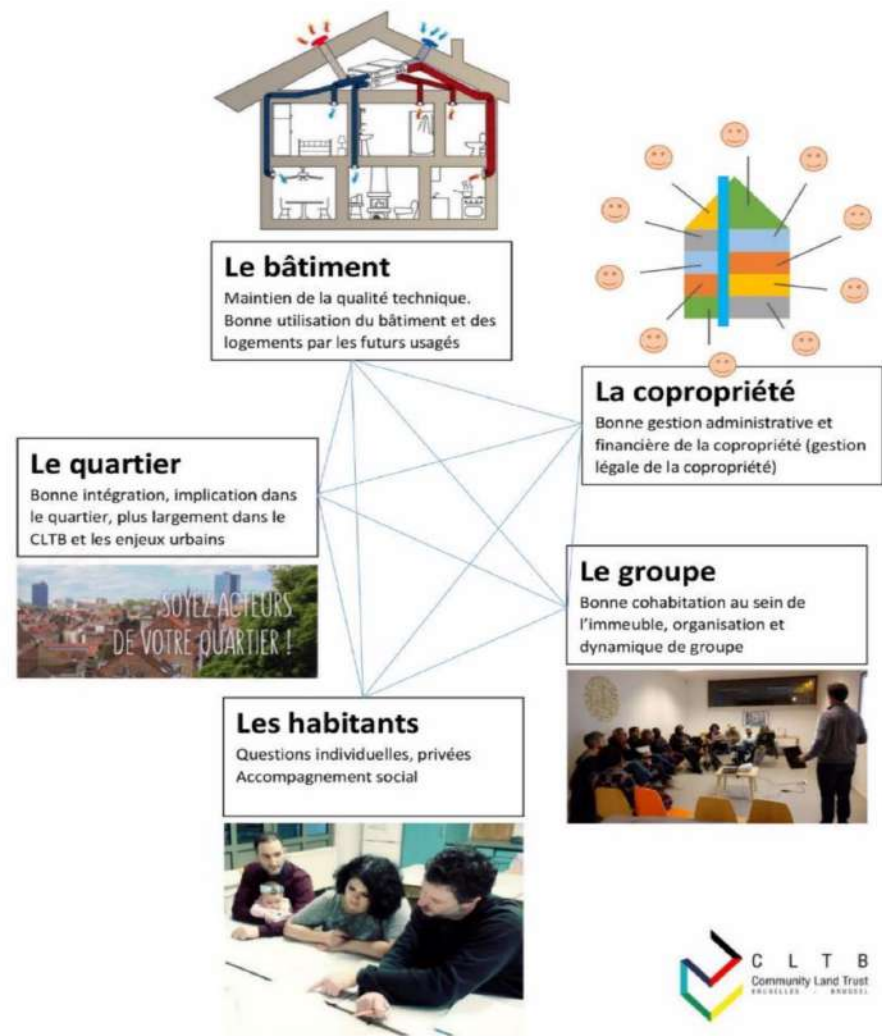 Le bâtiment
Maintien de la qualité technique.
Bonne utilisation du bâtiment et des
logements par les futurs usagés
La copropriété
Bonne gestion administrative et
financière de la copropriété (gestion
légale de la copropriété)
Le quartier
Bonne intégration, implication dans
le quartier, plus largement dans le
CLTB et les enjeux urbains
SOYEZ ACTEURS
DE VOTRE QUARTIER !
Le groupe
Bonne cohabitation au sein de
l'immeuble, organisation et
dynamique de groupe
Les habitants
Questions individuelles, privées
Accompagnement social
CLTB
Community Land Trust
BRUXELLES - BRUSSEL